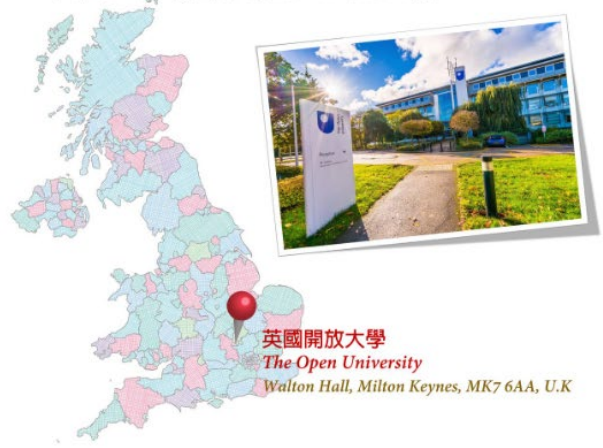 英國開放大學
The Open University
Walton Hall, Milton Keynes, MK7 6AA, U.K